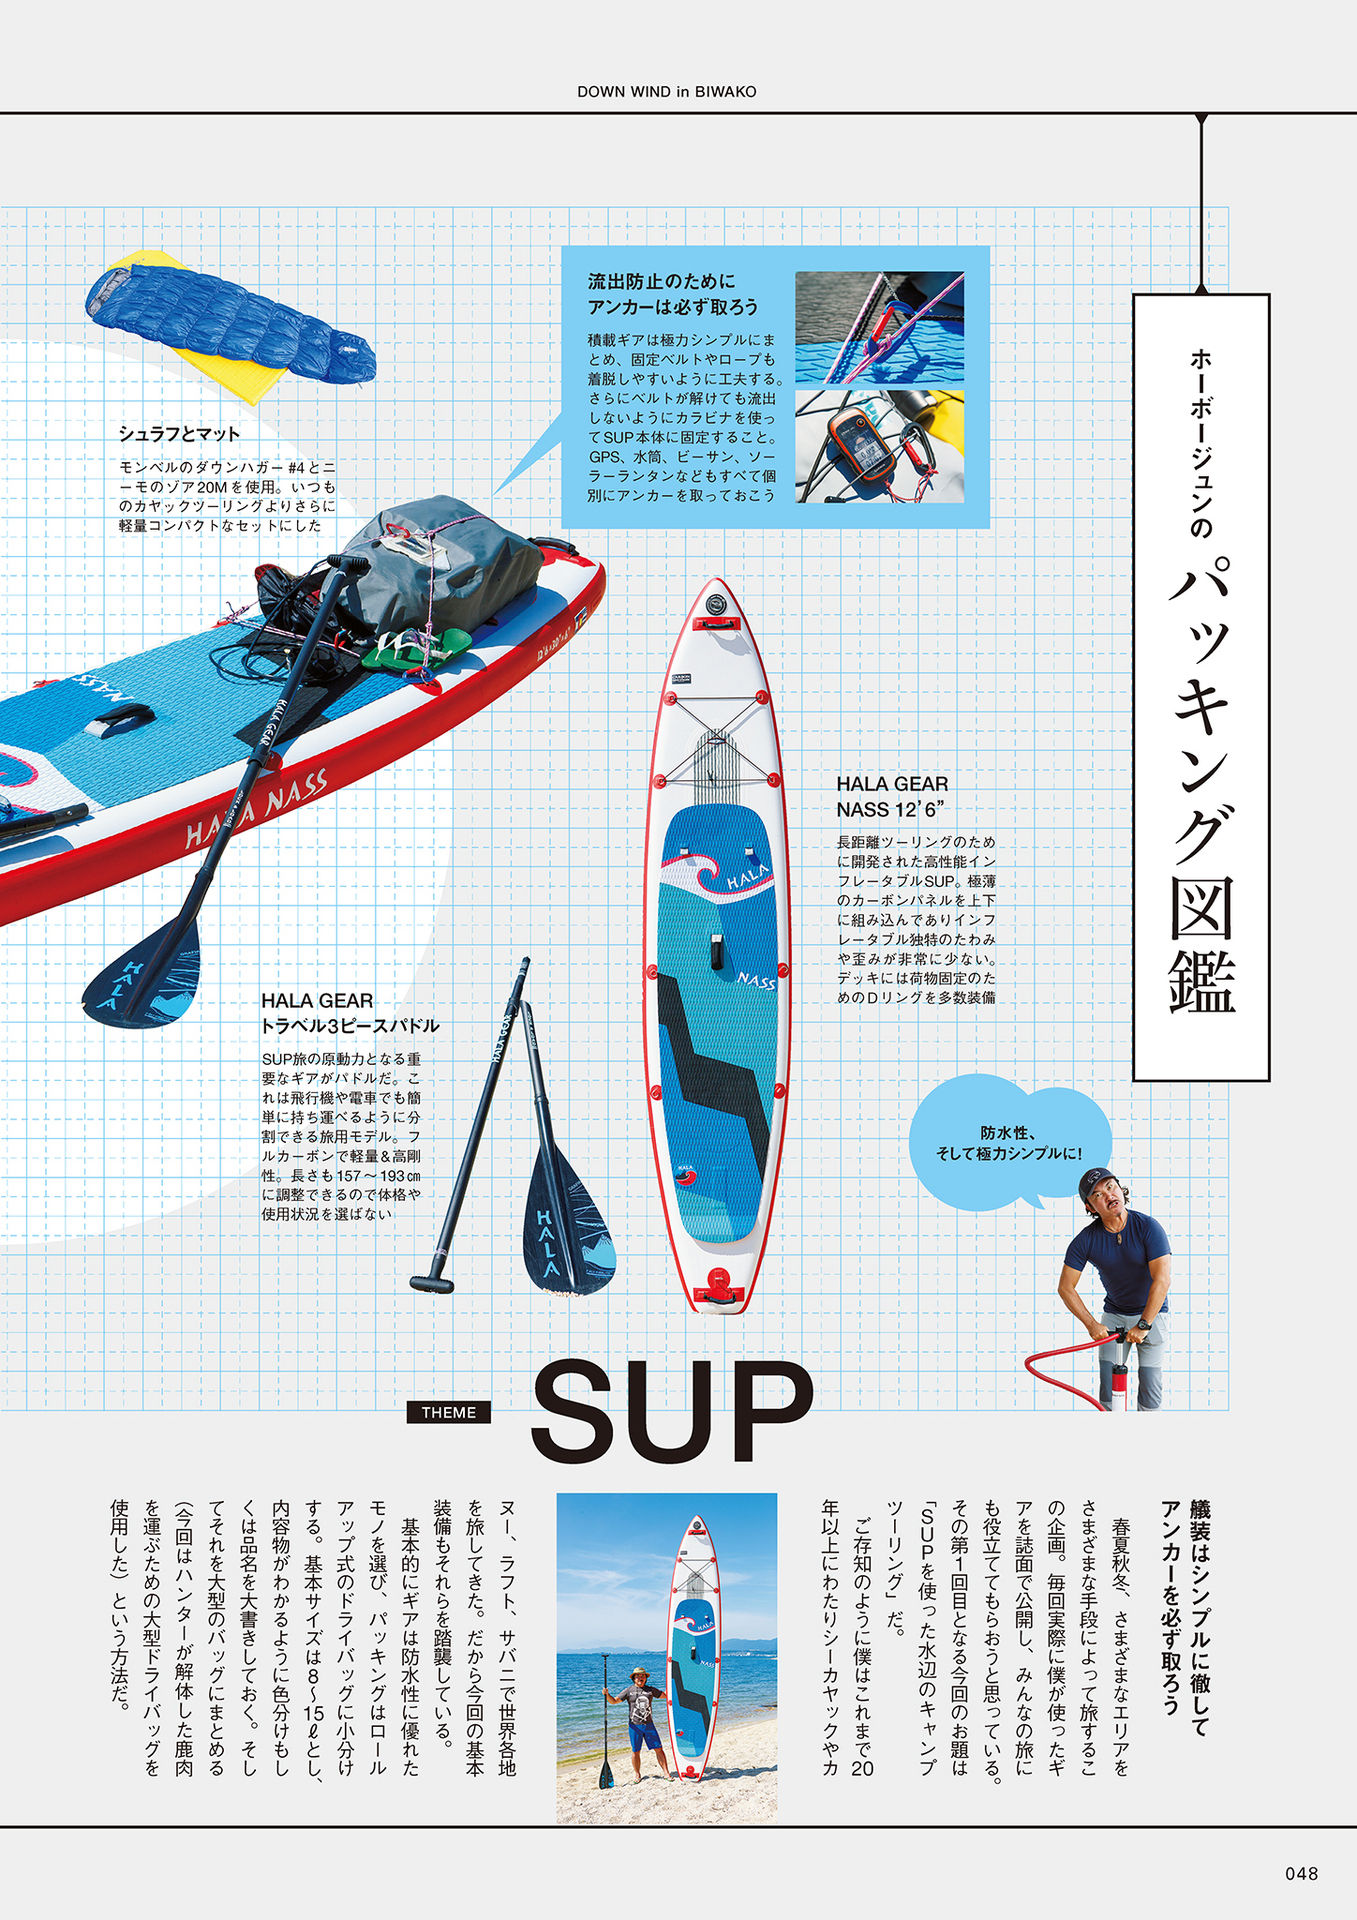 DOWN WIND in BIWAKO
ホーボージュンの パッキング図鑑
流出防止のために
アンカーは必ず取ろう
積載ギアは極力シンプルにま
とめ、固定ベルトやロープも
着脱しやすいように工夫する。
さらにベルトが解けても流出
しないようにカラビナを使っ
てSUP本体に固定すること。
GPS、水筒、ビーサン、ソー
ラーランタンなどもすべて個
別にアンカーを取っておこう
シュラフとマット
モンベルのダウンハガー #4とニ
ーモのゾア20Mを使用。いつも
のカヤックツーリングよりさらに
軽量コンパクトなセットにした
NASS
HALA GEAR
HALA NASS
12'6"×30"×6"
HALA
HALA GEAR
NASS 12’6”
長距離ツーリングのため
に開発された高性能イン
フレータブルSUP。極薄
のカーボンパネルを上下
に組み込んでありインフ
レータブル独特のたわみ
や歪みが非常に少ない。
デッキには荷物固定のた
めのDリングを多数装備
HALA
NASS
HALA
HALA GEAR
トラベル3ピースパドル
SUP旅の原動力となる重
要なギアがパドルだ。こ
れは飛行機や電車でも簡
単に持ち運べるように分
割できる旅用モデル。フ
ルカーボンで軽量＆高剛
性。長さも157〜193㎝
に調整できるので体格や
使用状況を選ばない
HALA GEAR
HALA
防水性、
そして極力シンプルに!
THEME
SUP
艤装はシンプルに徹して
アンカーを必ず取ろう
春夏秋冬、さまざまなエリアを
さまざまな手段によって旅するこ
の企画。毎回実際に僕が使ったギ
アを誌面で公開し、みんなの旅に
も役立ててもらおうと思っている。
その第1回目となる今回のお題は
「SUPを使った水辺のキャンプ
ツーリング」だ。
ご存知のように僕はこれまで20
年以上にわたりシーカヤックやカ
ヌー、ラフト、サバニで世界各地
を旅してきた。だから今回の基本
装備もそれらを踏襲している。
基本的にギアは防水性に優れた
モノを選び、パッキングはロール
アップ式のドライバッグに小分け
する。基本サイズは8〜15ℓとし、
内容物がわかるように色分けもし
くは品名を大書きしておく。そし
てそれを大型のバッグにまとめる
（今回はハンターが解体した鹿肉
を運ぶための大型ドライバッグを
使用した）という方法だ。
HALA
NASS
048